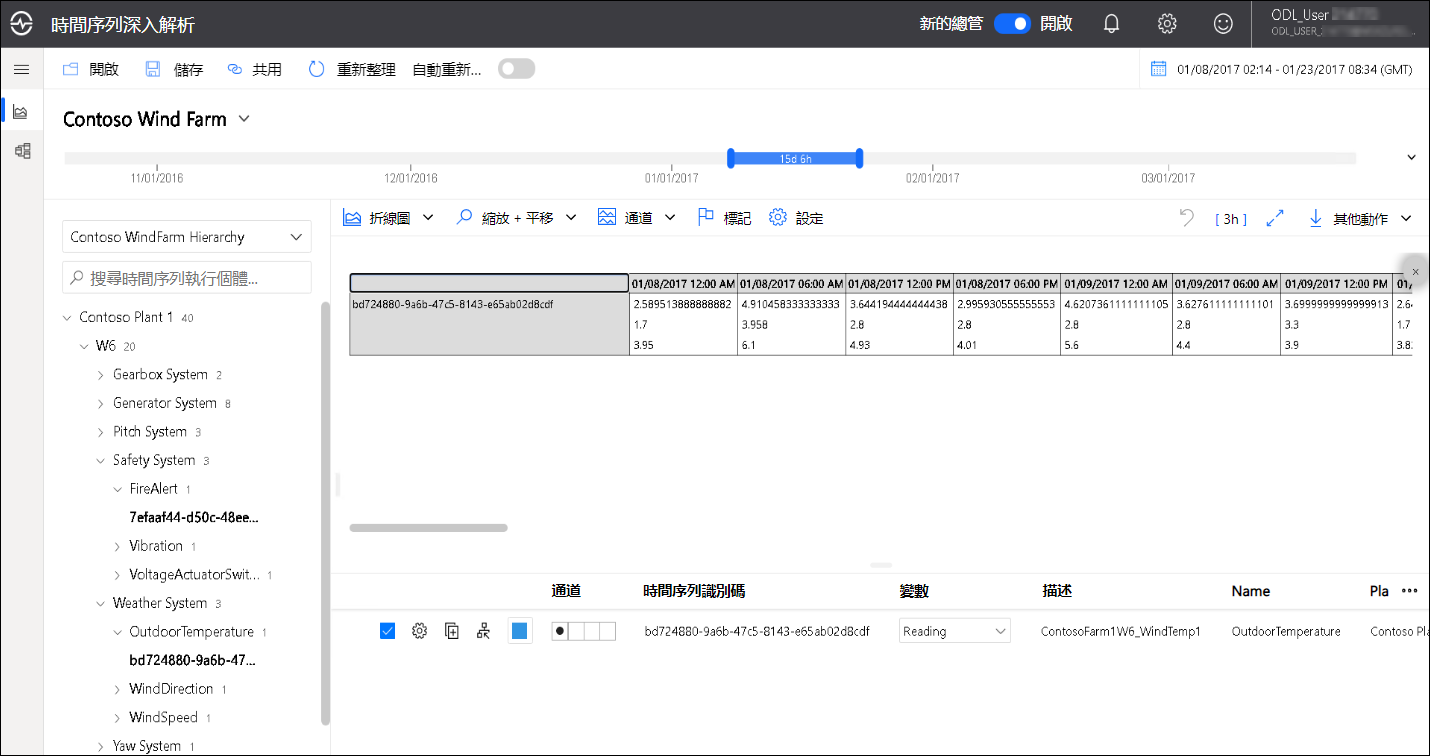 時間序列深入解析
新的總管 開啟
ODL_User
ODL_USER_
開啟 儲存 共用 重新整理 自動重新...
01/08/2017 02:14 - 01/23/2017 08:34 (GMT)
Contoso Wind Farm
15d 6h
11/01/2016 12/01/2016 01/01/2017 02/01/2017 03/01/2017
折線圖 縮放 + 平移 通道 標記 設定 [ 3h ] 其他動作
Contoso WindFarm Hierarchy
搜尋時間序列執行個體...
Contoso Plant 1 40
W6 20
Gearbox System 2
Generator System 8
Pitch System 3
Safety System 3
FireAlert 1
7efaaf44-d50c-48ee...
Vibration 1
VoltageActuatorSwit... 1
Weather System 3
OutdoorTemperature 1
bd724880-9a6b-47...
WindDirection 1
WindSpeed 1
Yaw System 1
01/08/2017 12:00 AM 01/08/2017 06:00 AM 01/08/2017 12:00 PM 01/08/2017 06:00 PM 01/09/2017 12:00 AM 01/09/2017 06:00 AM 01/09/2017 12:00 PM 01/
bd724880-9a6b-47c5-8143-e65ab02d8cdf 2.589513888888882 4.910458333333333 3.644194444444438 2.995930555555553 4.6207361111111105 3.627611111111101 3.6999999999999913 2.6
1.7 3.958 2.8 2.8 2.8 2.8 3.3 1.7
3.95 6.1 4.93 4.01 5.6 4.4 3.9 3.8
通道 時間序列識別碼 變數 描述 Name Pla
bd724880-9a6b-47c5-8143-e65ab02d8cdf Reading ContosoFarm1W6_WindTemp1 OutdoorTemperature Contoso Pla